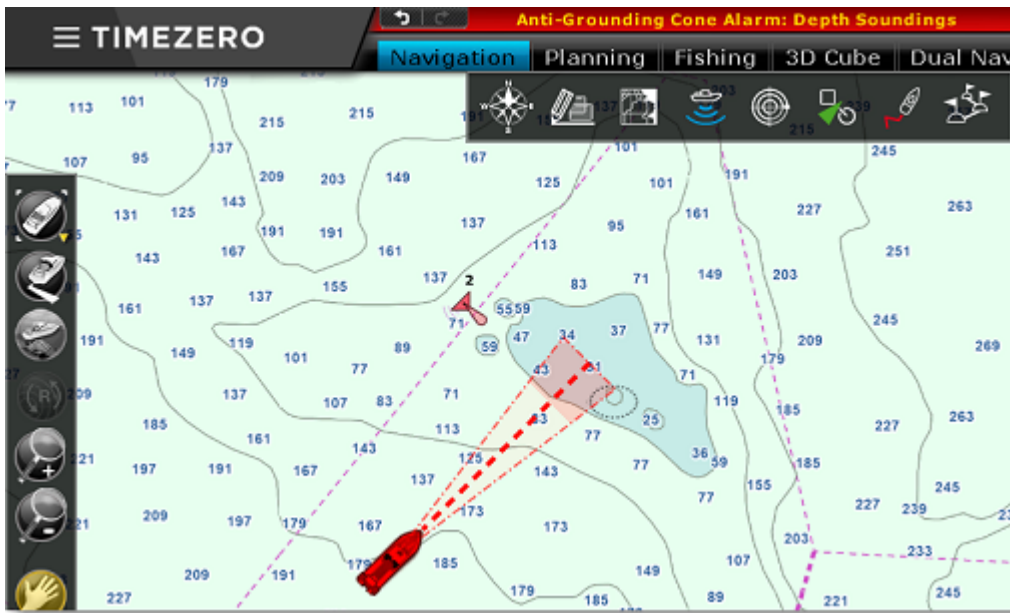 TIMEZERO
Anti-Grounding Cone Alarm: Depth Soundings
Navigation Planning Fishing 3D Cube Dual Nav
179
113 101 215 215
137 101 215 245
107 95 167
209 203 149 125 101 191
131 125 143 161 227 263
191 191 137 95
143 167 161 113 251
137 83 71 149 203
155
137 137 2
161 71 55 59 245
47 34 37 77
191 149 119 89 59 131 209 269
101 77 43 179
71
209 137 107 83 71 119 185 263
185 25 227
161 113 77
143 36 59
221 197 191 167 125 143 77 185
137 155 245
77
209 197 179 167 173 173 227 239
203
179 185 107 233
209 191 149
227 179 185 89 221 245